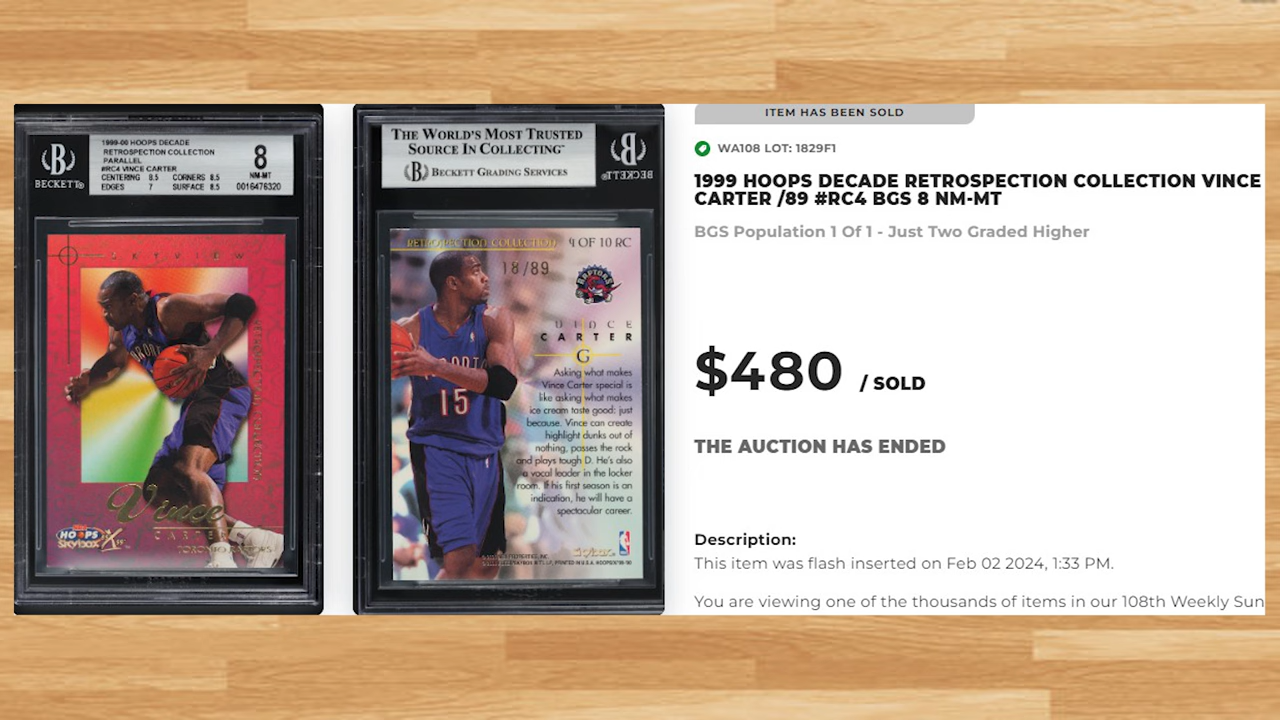 1999-00 HOOPS DECADE
RETROSPECTION COLLECTION
PARALLEL
#RC4 VINCE CARTER
CENTERING 8.5 CORNERS 8.5
EDGES 7 SURFACE 8.5
8
NM-MT
0016476320
BECKETT
SKYVIEW
Vince
CARTER
TORONTO RAPTORS
HOOPS
SKYBOX
THE WORLD'S MOST TRUSTED
SOURCE IN COLLECTING™
BECKETT GRADING SERVICES
BECKETT
RETROSPECTION COLLECTION 4 OF 10 RC
18/89
RAPTORS
VINCE
CARTER
G
15
Asking what makes
Vince Carter special is
like asking what makes
ice cream taste good: just
because. Vince can create
highlight dunks out of
nothing, passes the rock
and plays tough D. He's also
a vocal leader in the locker
room. If his first season is an
indication, he will have a
spectacular career.
ITEM HAS BEEN SOLD
WA108 LOT: 1829F1
1999 HOOPS DECADE RETROSPECTION COLLECTION VINCE
CARTER /89 #RC4 BGS 8 NM-MT
BGS Population 1 Of 1 - Just Two Graded Higher
$480 / SOLD
THE AUCTION HAS ENDED
Description:
This item was flash inserted on Feb 02 2024, 1:33 PM.
You are viewing one of the thousands of items in our 108th Weekly Sun